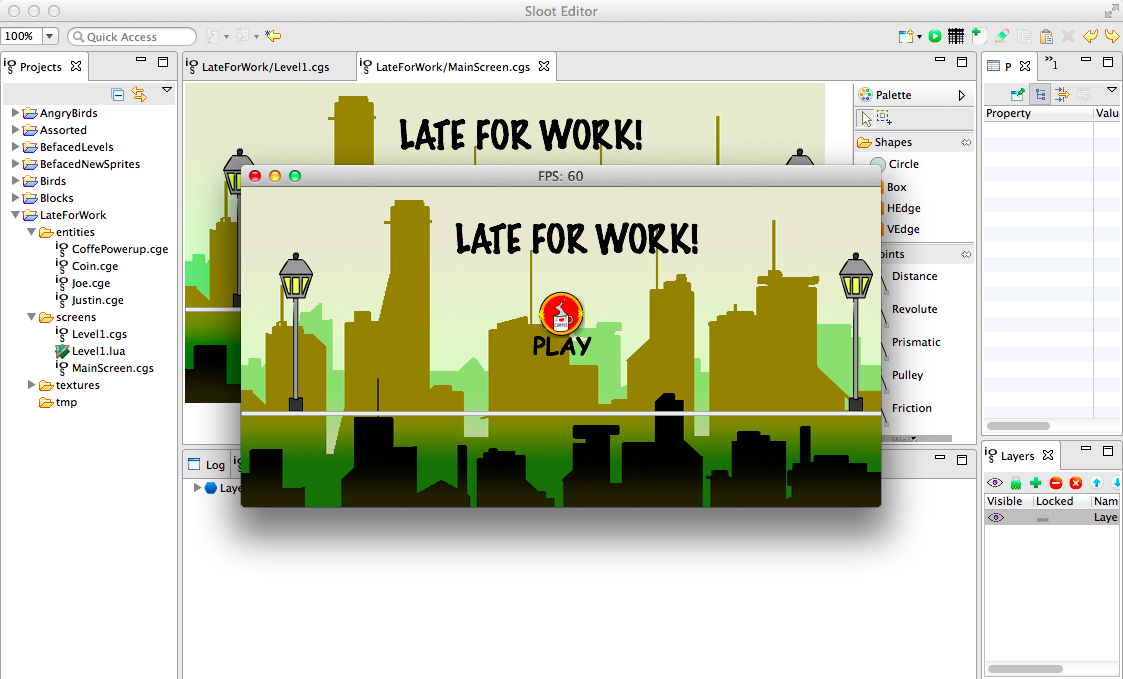 Sloot Editor
100%
Quick Access
Projects
AngryBirds
Assorted
BefacedLevels
BefacedNewSprites
Birds
Blocks
LateForWork
entities
CoffePowerup.cge
Coin.cge
Joe.cge
Justin.cge
screens
Level1.cgs
Level1.lua
MainScreen.cgs
textures
tmp
LateForWork/Level1.cgs
LateForWork/MainScreen.cgs
LATE FOR WORK!
FPS: 60
LATE FOR WORK!
COFFEE
PLAY
Log
Laye
Palette
Shapes
Circle
Box
HEdge
VEdge
oints
Distance
Revolute
Prismatic
Pulley
Friction
P
»1
Property
Valu
Layers
Visible
Locked
Nam
Laye